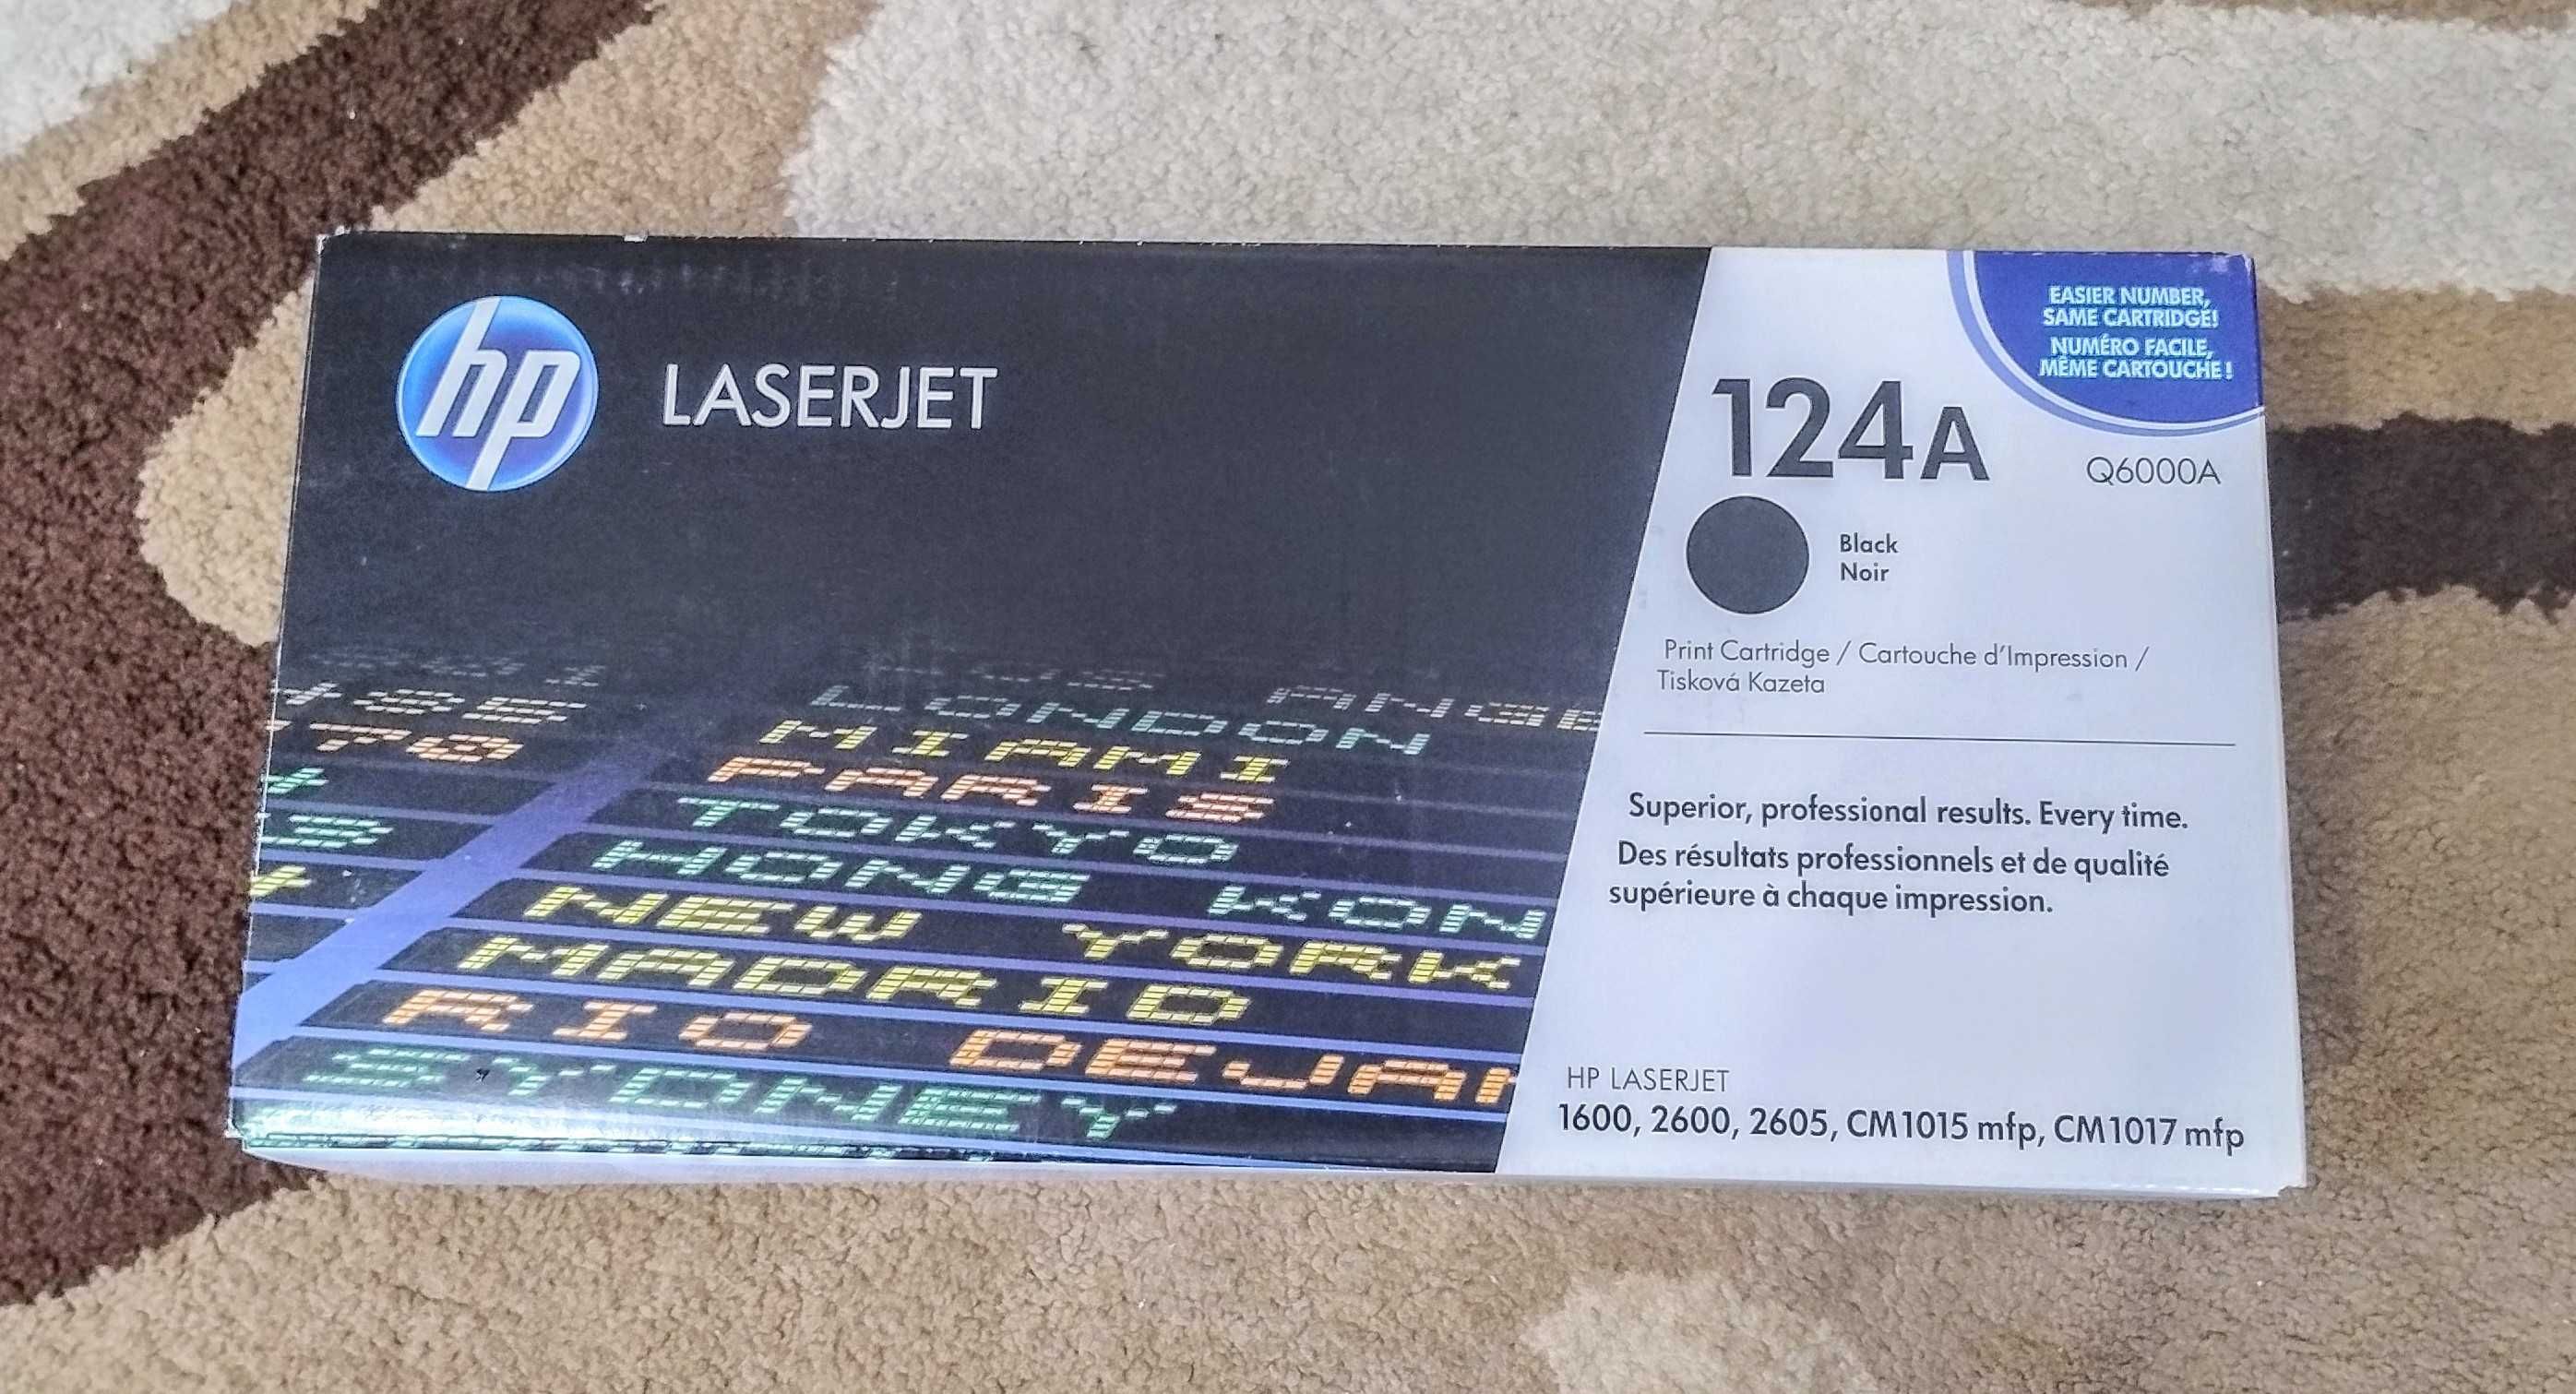 hp LASERJET
EASIER NUMBER,
SAME CARTRIDGE!
NUMÉRO FACILE,
MÊME CARTOUCHE !
124A
Q6000A
Black
Noir
Print Cartridge / Cartouche d'Impression /
Tisková Kazeta
Superior, professional results. Every time.
Des résultats professionnels et de qualité
supérieure à chaque impression.
HP LASERJET
1600, 2600, 2605, CM1015 mfp, CM1017 mfp
ANGE
LONDON
MIAMI
PARIS
TOKYO
HONG KON
NEW YORK
MADRID
RIO DEJAN
SYDNEY